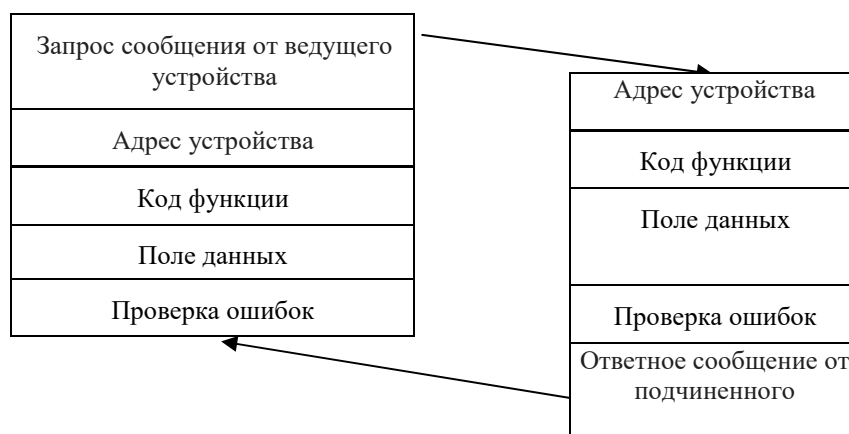 Запрос сообщения от ведущего
устройства
Адрес устройства
Код функции
Поле данных
Проверка ошибок
Адрес устройства
Код функции
Поле данных
Проверка ошибок
Ответное сообщение от
подчиненного